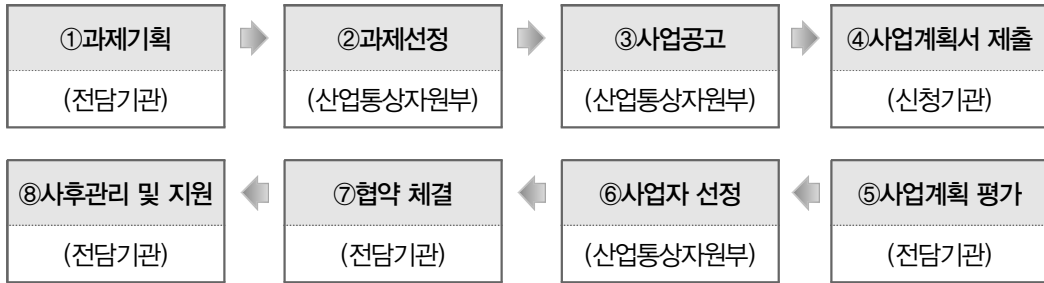 ①과제기획
(전담기관)
②과제선정
(산업통상자원부)
③사업공고
(산업통상자원부)
④사업계획서 제출
(신청기관)
⑤사업계획 평가
(전담기관)
⑥사업자 선정
(산업통상자원부)
⑦협약 체결
(전담기관)
⑧사후관리 및 지원
(전담기관)